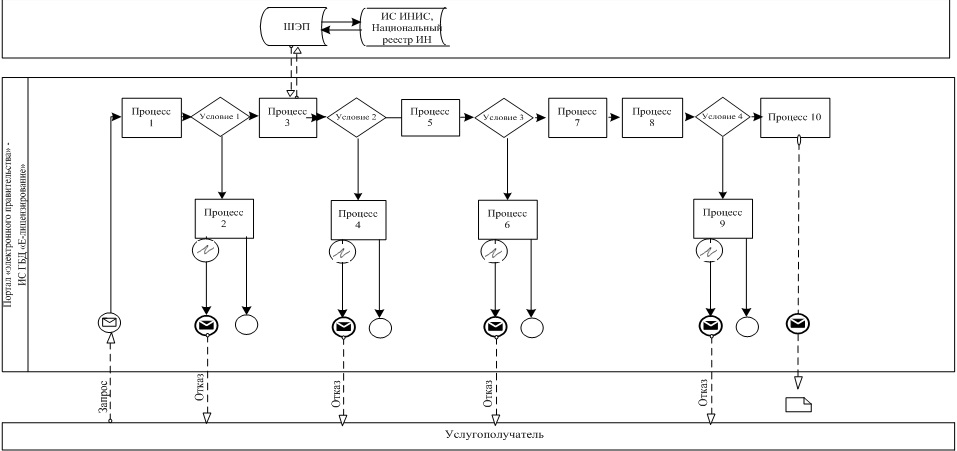 ШЭП
ИС ИНИС,
Национальный
реестр ИН
Портал «электронного правительства» -
ИС ГБД «Е-лицензирование»
Процесс
1
Условие 1
Процесс
3
Условие 2
Процесс
5
Условие 3
Процесс
7
Процесс
8
Условие 4
Процесс 10
Процесс
2
Процесс
4
Процесс
6
Процесс
9
Запрос
Отказ
Отказ
Отказ
Отказ
Услугополучатель